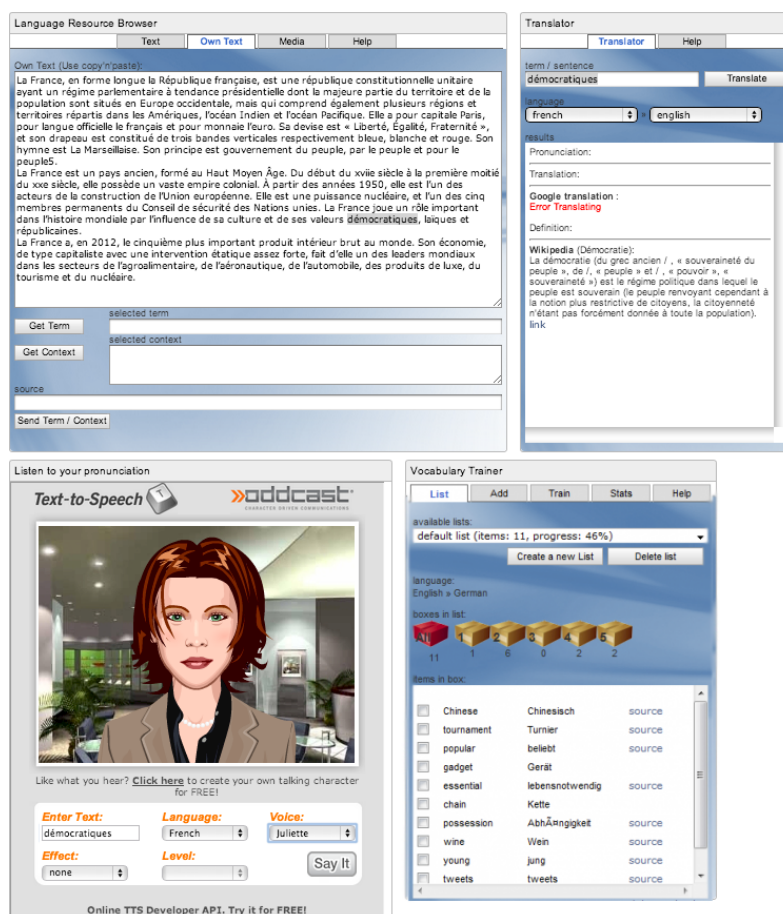 Language Resource Browser
Text Own Text Media Help
Own Text (Use copy'n'paste):
La France, en forme longue la République française, est une république constitutionnelle unitaire
ayant un régime parlementaire à tendance présidentielle dont la majeure partie du territoire et de la
population sont situés en Europe occidentale, mais qui comprend également plusieurs régions et
territoires répartis dans les Amériques, l'océan Indien et l'océan Pacifique. Elle a pour capitale Paris,
pour langue officielle le français et pour monnaie l'euro. Sa devise est « Liberté, Égalité, Fraternité »,
et son drapeau est constitué de trois bandes verticales respectivement bleue, blanche et rouge. Son
hymne est La Marseillaise. Son principe est gouvernement du peuple, par le peuple et pour le
peuple5.
La France est un pays ancien, formé au Haut Moyen Âge. Du début du xviie siècle à la première moitié
du xxe siècle, elle possède un vaste empire colonial. À partir des années 1950, elle est l'un des
acteurs de la construction de l'Union européenne. Elle est une puissance nucléaire, et l'un des cinq
membres permanents du Conseil de sécurité des Nations unies. La France joue un rôle important
dans l'histoire mondiale par l'influence de sa culture et de ses valeurs démocratiques, laïques et
républicaines.
La France a, en 2012, le cinquième plus important produit intérieur brut au monde. Son économie,
de type capitaliste avec une intervention étatique assez forte, fait d'elle un des leaders mondiaux
dans les secteurs de l'agroalimentaire, de l'aéronautique, de l'automobile, des produits de luxe, du
tourisme et du nucléaire.
selected term
Get Term
selected context
Get Context
source
Send Term / Context
Translator
Translator Help
term / sentence
démocratiques Translate
language
french » english
results
Pronunciation:
Translation:
Google translation :
Error Translating
Definition:
Wikipedia (Démocratie):
La démocratie (du grec ancien / , « souveraineté du
peuple », de /, « peuple » et / , « pouvoir », «
souveraineté ») est le régime politique dans lequel le
peuple est souverain (le peuple renvoyant cependant à
la notion plus restrictive de citoyens, la citoyenneté
n'étant pas forcément donnée à toute la population).
link
Listen to your pronunciation
Text-to-Speech T oddcast
CHARACTER DRIVEN COMMUNICATIONS
Like what you hear? Click here to create your own talking character
for FREE!
Enter Text: Language: Voice:
démocratiques French Juliette
Effect: Level:
none Say It
Online TTS Developer API. Try it for FREE!
Vocabulary Trainer
List Add Train Stats Help
available lists:
default list (items: 11, progress: 46%)
Create a new List Delete list
language:
English » German
boxes in list:
All 1 2 3 4 5
11 1 6 0 2 2
items in box:
Chinese Chinesisch source
tournament Turnier source
popular beliebt source
gadget Gerät
essential lebensnotwendig source
chain Kette
possession AbhÃ¤ngigkeit source
wine Wein source
young jung source
tweets tweets source